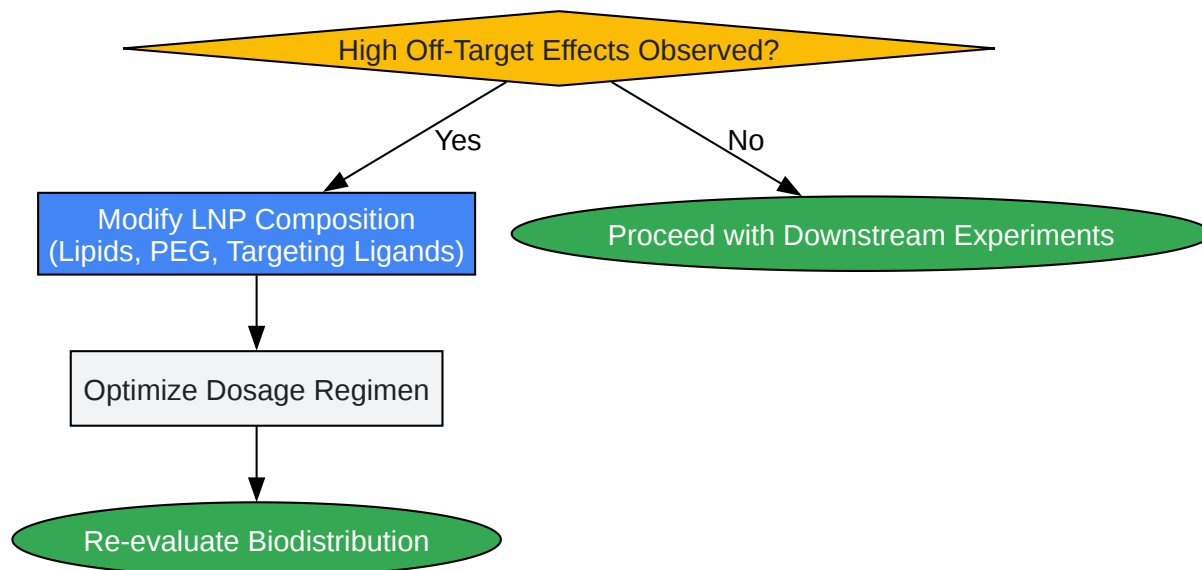 High Off-Target Effects Observed?
Yes
No
Modify LNP Composition
(Lipids, PEG, Targeting Ligands)
Proceed with Downstream Experiments
Optimize Dosage Regimen
Re-evaluate Biodistribution